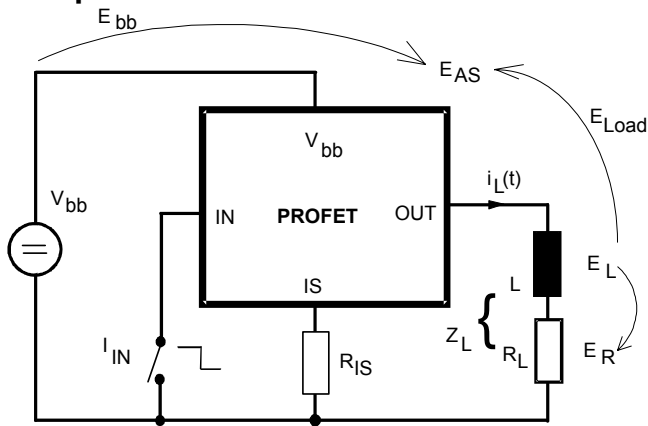 E bb
E AS
E Load
V bb
V bb
i L (t)
IN
PROFET
OUT
IS
L
E L
Z L
{
R L
E R
I IN
R IS